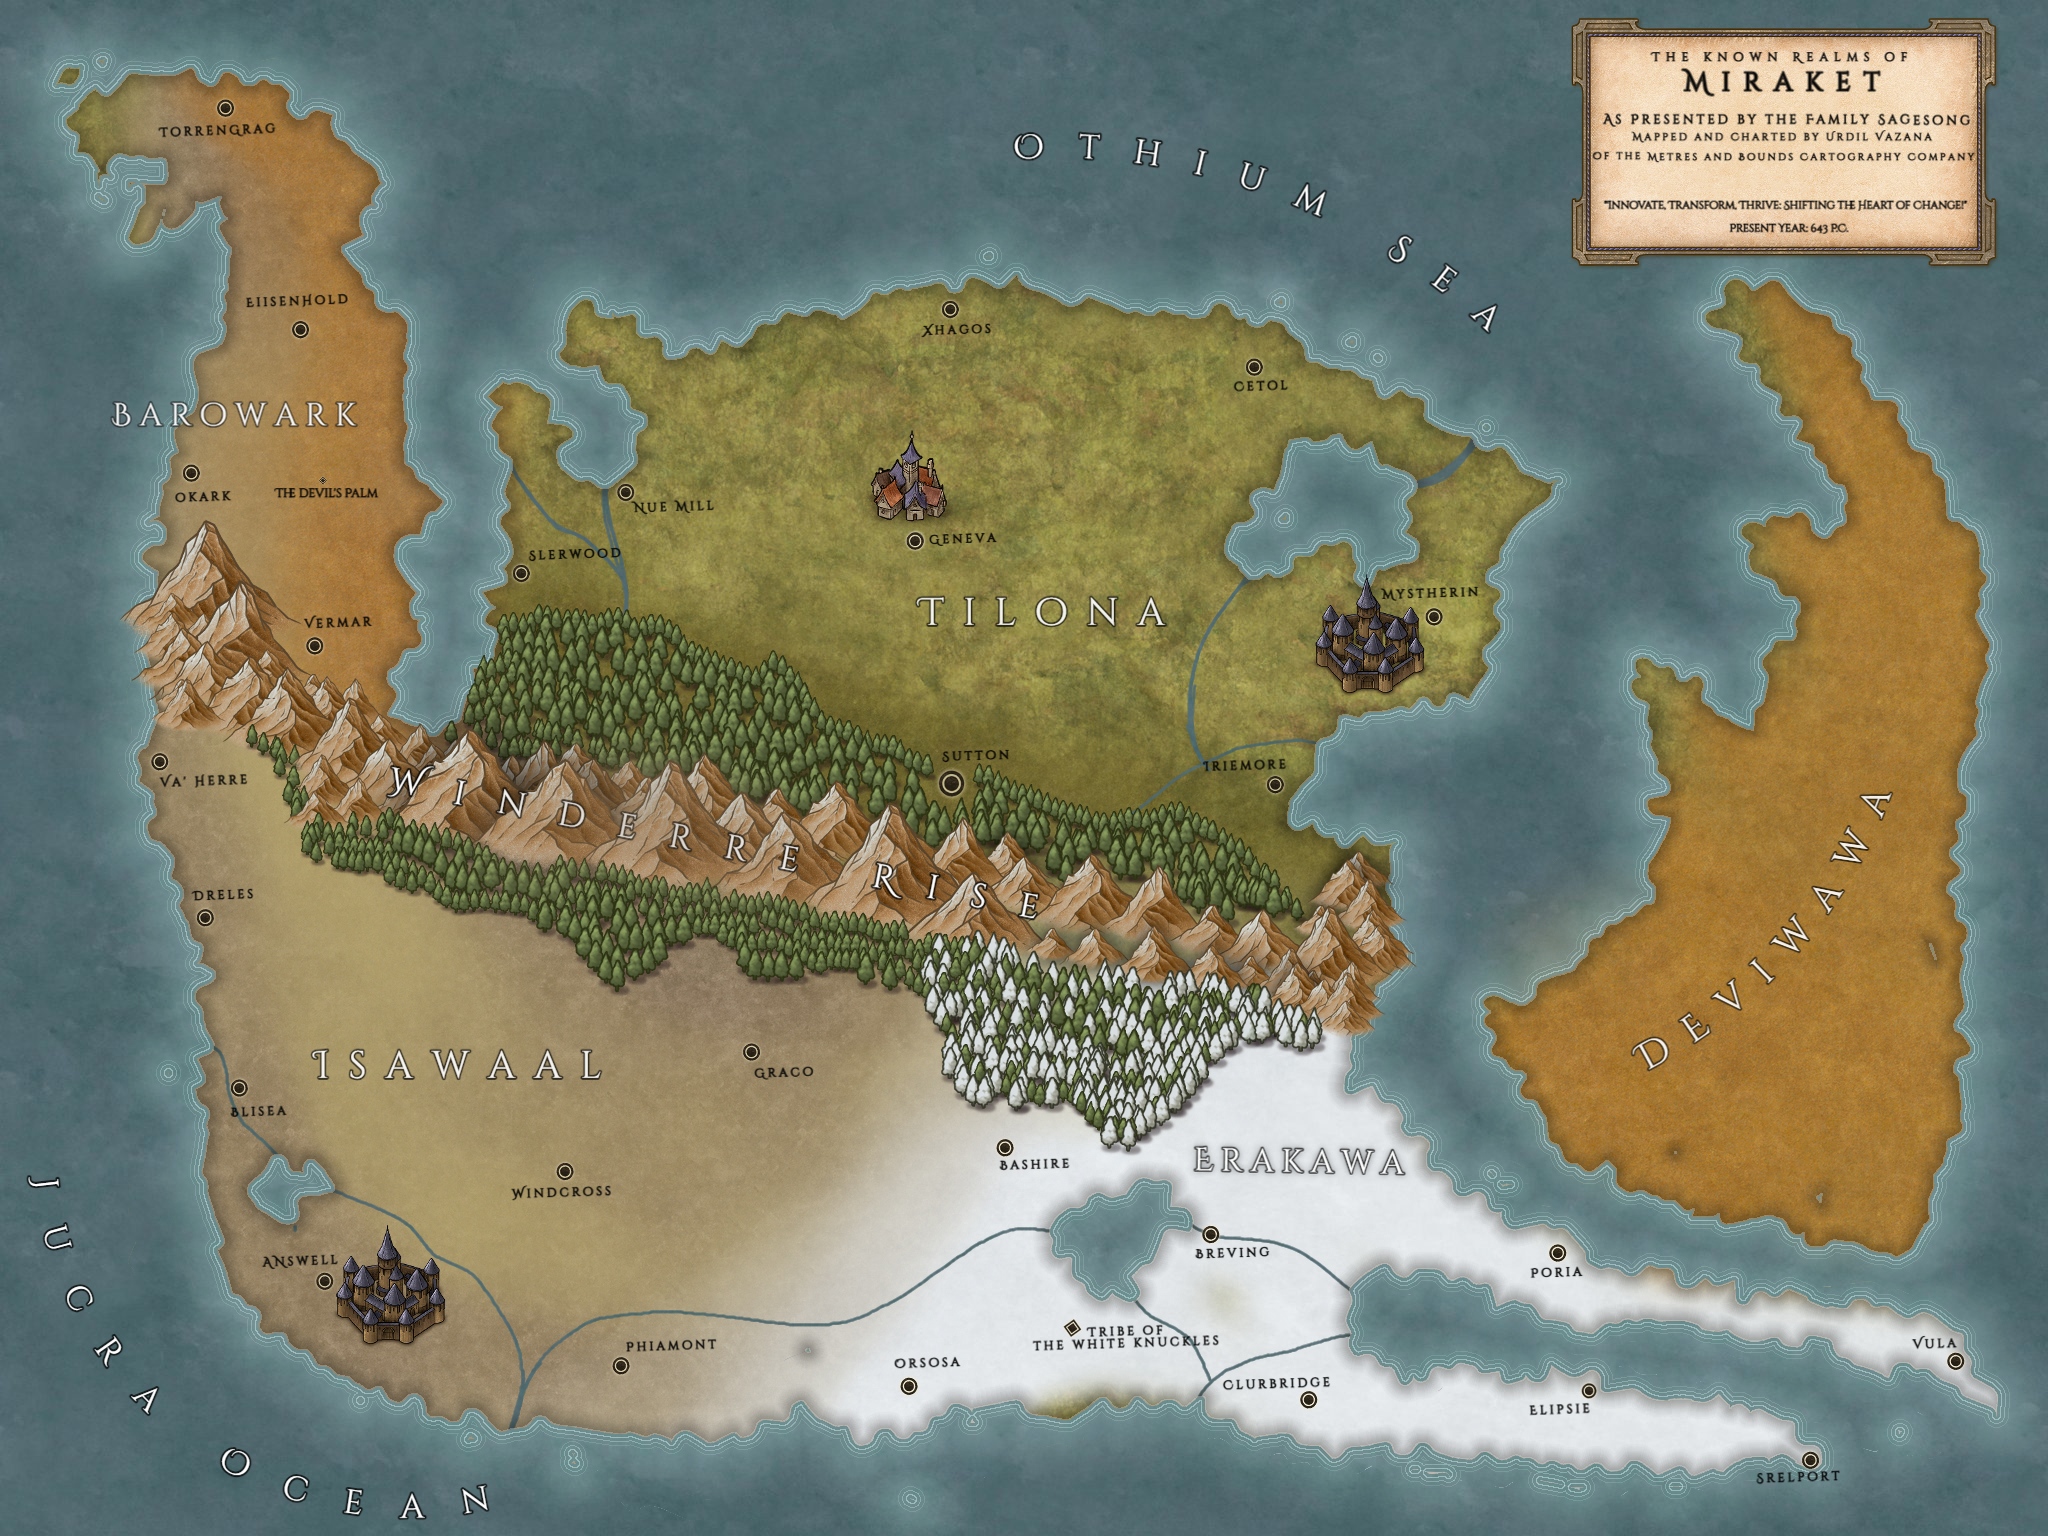 The Known Realms of
Miraket
As presented by the Family Sagesong
Mapped and Charted by Urdil Vazana
of the Metres and Bounds Cartography Company
"Innovate, Transform, Thrive: Shifting the Heart of Change!"
Present Year: 643 P.C.
Othium Sea
Torrengrag
Eiisenhold
Barowark
Okark
The Devil's Palm
Vermar
Xhagos
Cetol
Nue Mill
Slerwood
Geneva
Tilona
Mystherin
Sutton
Iriemore
Winderre Rise
Va' Herre
Dreles
Deviwawa
Isawaal
Graco
Blisea
Windcross
Answell
Phiamont
Bashire
Erakawa
Breving
Poria
Tribe of
the White Knuckles
Orsosa
Clurbridge
Elipsie
Vula
Srelport
Jucra Ocean